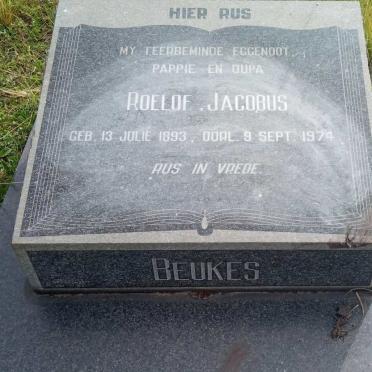 HIER RUS
MY TEERBEMINDE EGGENOOT,
PAPPIE EN OUPA
ROELOF JACOBUS
GEB. 13 JULIE 1893, OORL. 9 SEPT. 1974
RUS IN VREDE.
BEUKES